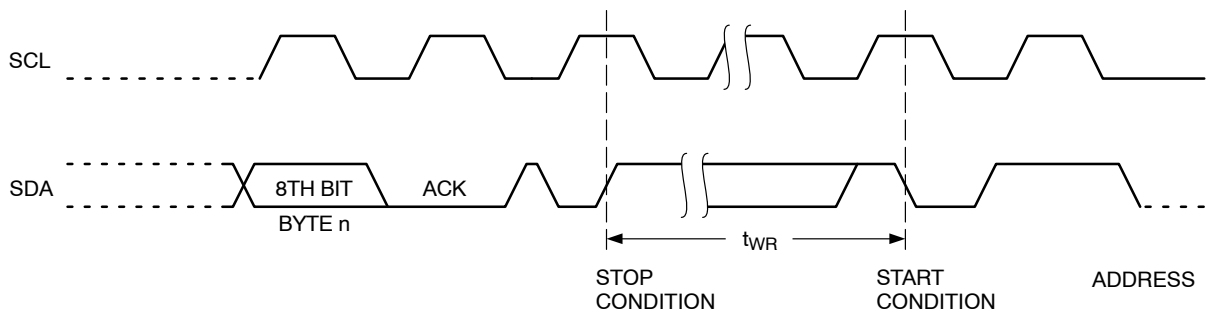 SCL
SDA
8TH BIT
ACK
BYTE n
tWR
STOP
CONDITION
START
CONDITION
ADDRESS